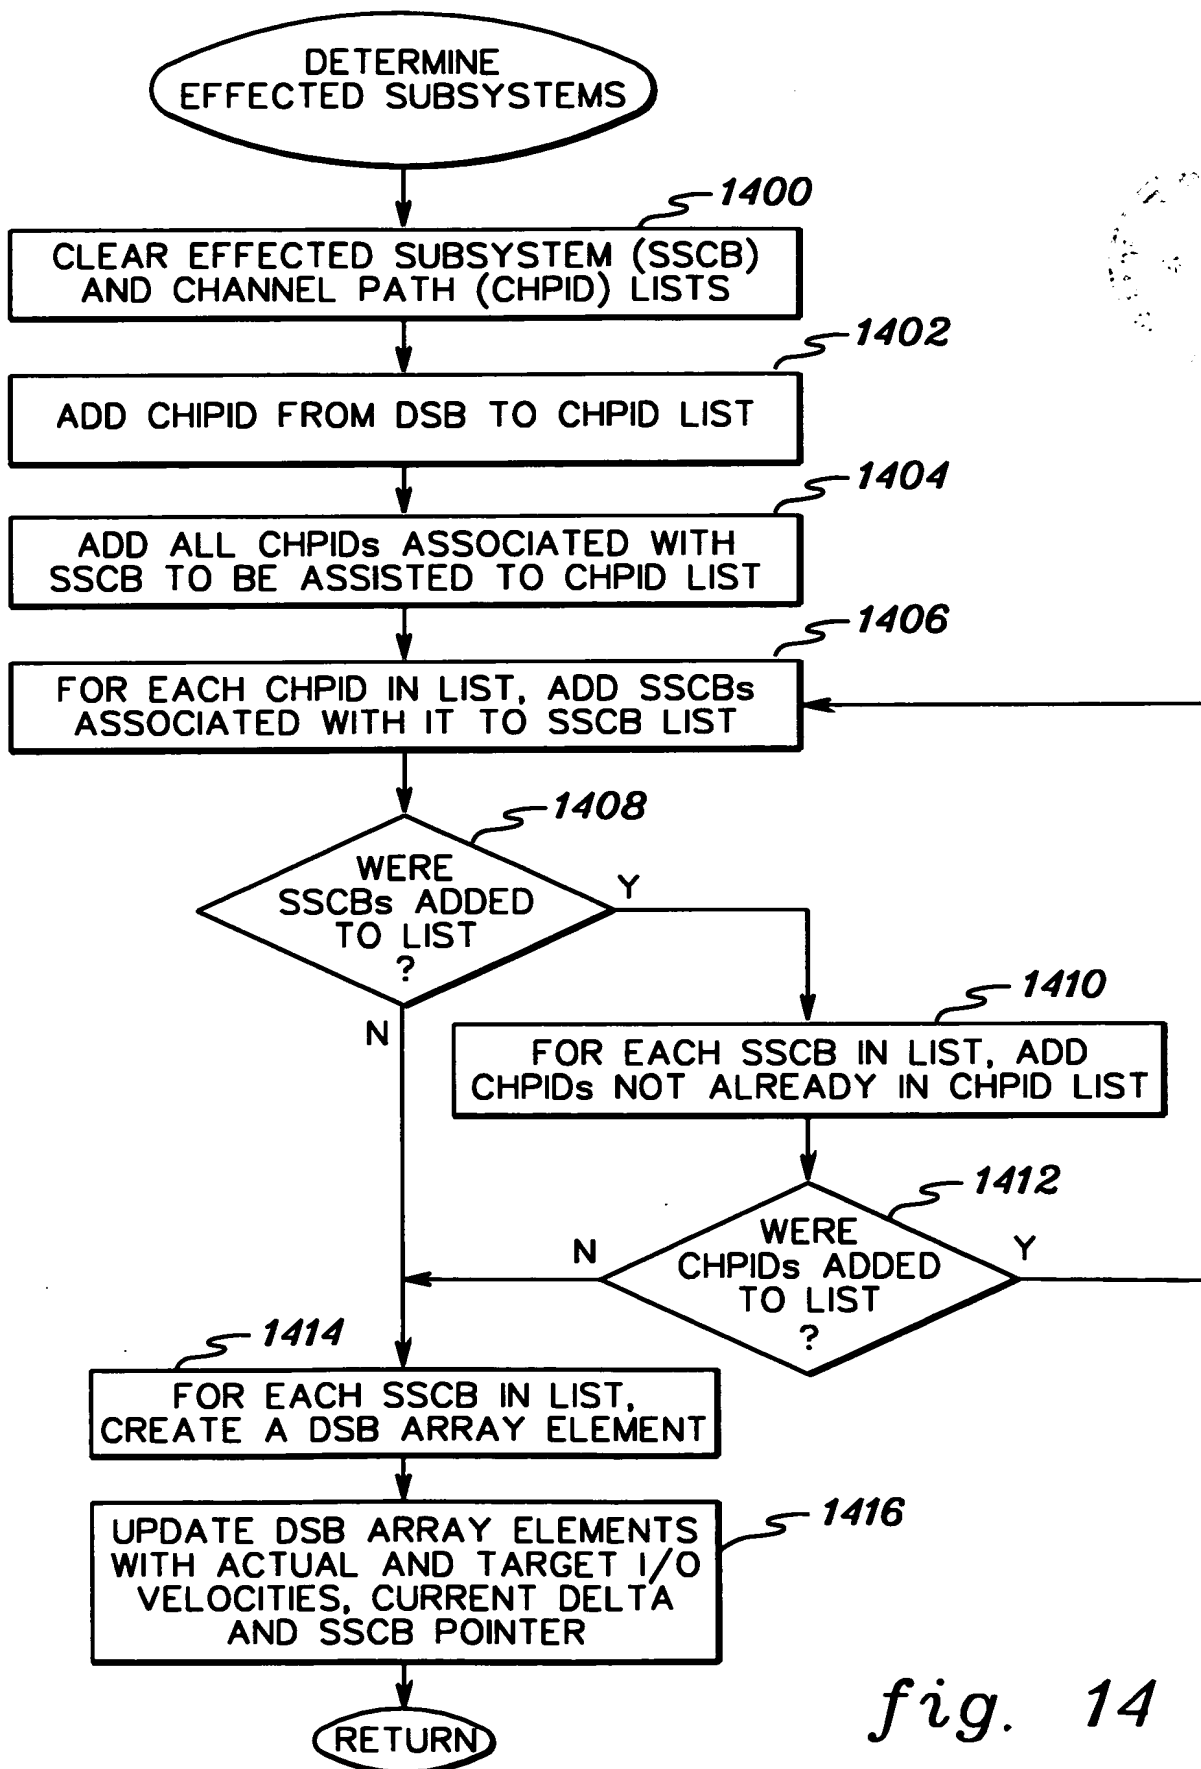 DETERMINE
EFFECTED SUBSYSTEMS
1400
CLEAR EFFECTED SUBSYSTEM (SSCB)
AND CHANNEL PATH (CHPID) LISTS
1402
ADD CHIPID FROM DSB TO CHPID LIST
1404
ADD ALL CHPIDs ASSOCIATED WITH
SSCB TO BE ASSISTED TO CHPID LIST
1406
FOR EACH CHPID IN LIST, ADD SSCBs
ASSOCIATED WITH IT TO SSCB LIST
1408
WERE
SSCBs ADDED
TO LIST
?
Y
N
1410
FOR EACH SSCB IN LIST, ADD
CHPIDs NOT ALREADY IN CHPID LIST
1412
WERE
CHPIDs ADDED
TO LIST
?
N
Y
1414
FOR EACH SSCB IN LIST,
CREATE A DSB ARRAY ELEMENT
1416
UPDATE DSB ARRAY ELEMENTS
WITH ACTUAL AND TARGET I/O
VELOCITIES, CURRENT DELTA
AND SSCB POINTER
RETURN
fig. 14